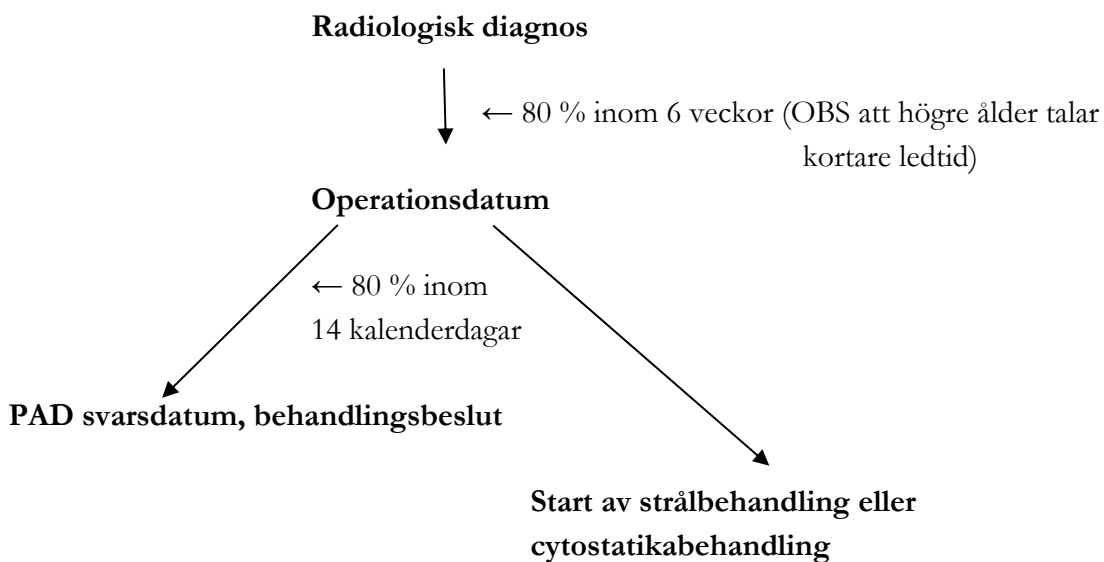 Radiologisk diagnos
← 80 % inom 6 veckor (OBS att högre ålder talar
kortare ledtid)
Operationsdatum
← 80 % inom
14 kalenderdagar
PAD svarsdatum, behandlingsbeslut
Start av strålbehandling eller
cytostatikabehandling